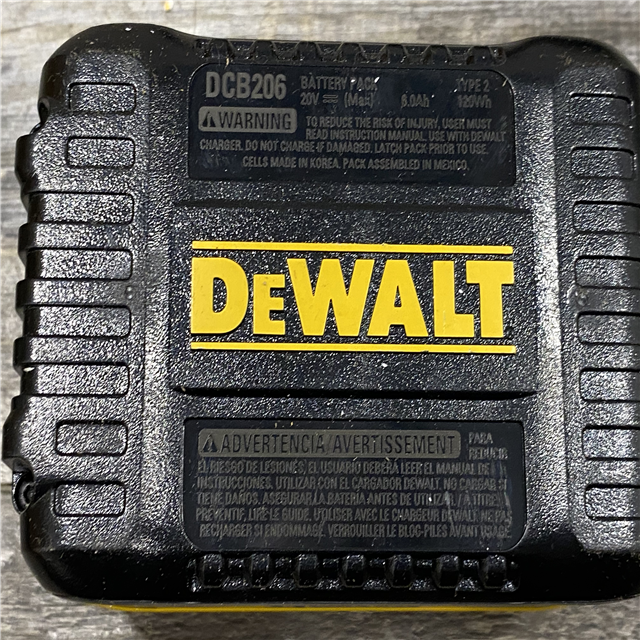 DCB206 BATTERY PACK TYPE 2
20V ⎓ (Max) 6.0Ah 120Wh
⚠WARNING TO REDUCE THE RISK OF INJURY, USER MUST
READ INSTRUCTION MANUAL. USE WITH DEWALT
CHARGER. DO NOT CHARGE IF DAMAGED. LATCH PACK PRIOR TO USE.
CELLS MADE IN KOREA. PACK ASSEMBLED IN MEXICO.
DEWALT
⚠ADVERTENCIA/AVERTISSEMENT PARA
REDUCIR
EL RIESGO DE LESIONES, EL USUARIO DEBERÁ LEER EL MANUAL DE
INSTRUCCIONES. UTILIZAR CON EL CARGADOR DEWALT. NO CARGAR SI
TIENE DAÑOS. ASEGURAR LA BATERÍA ANTES DE UTILIZAR. / À TITRE
PRÉVENTIF, LIRE LE GUIDE. UTILISER AVEC LE CHARGEUR DEWALT. NE PAS
RECHARGER SI ENDOMMAGÉ. VERROUILLER LE BLOC-PILES AVANT USAGE.